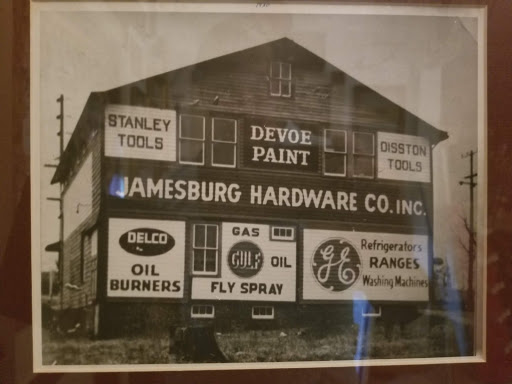 STANLEY
TOOLS
DEVOE
PAINT
DISSTON
TOOLS
JAMESBURG HARDWARE CO. INC.
DELCO
OIL
BURNERS
GAS
GULF
OIL
FLY SPRAY
GE
Refrigerators
RANGES
Washing Machines